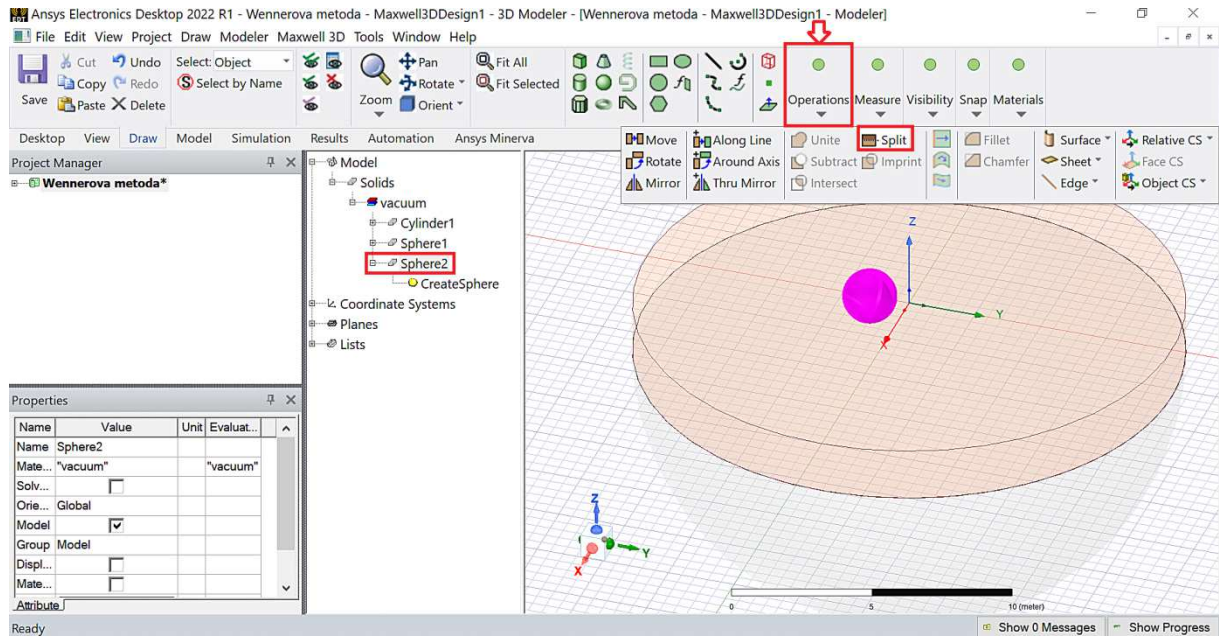 EDT Ansys Electronics Desktop 2022 R1 - Wennerova metoda - Maxwell3DDesign1 - 3D Modeler - [Wennerova metoda - Maxwell3DDesign1 - Modeler]
File Edit View Project Draw Modeler Maxwell 3D Tools Window Help
Save
Cut Undo
Copy Redo
Paste Delete
Select: Object
Select by Name
Zoom
Pan
Rotate
Orient
Fit All
Fit Selected
Operations Measure Visibility Snap Materials
Desktop View Draw Model Simulation Results Automation Ansys Minerva
Move Along Line Unite Split Fillet Surface Relative CS
Rotate Around Axis Subtract Imprint Chamfer Sheet Face CS
Mirror Thru Mirror Intersect Edge Object CS
Project Manager
Wennerova metoda*
Model
Solids
vacuum
Cylinder1
Sphere1
Sphere2
CreateSphere
Coordinate Systems
Planes
Lists
Properties
Name Value Unit Evaluat...
Name Sphere2
Mate... "vacuum" "vacuum"
Solv...
Orie... Global
Model
Group Model
Displ...
Mate...
Attribute
Z
Y
X
Z
Y
X
0 5 10 (meter)
Ready
Show 0 Messages Show Progress